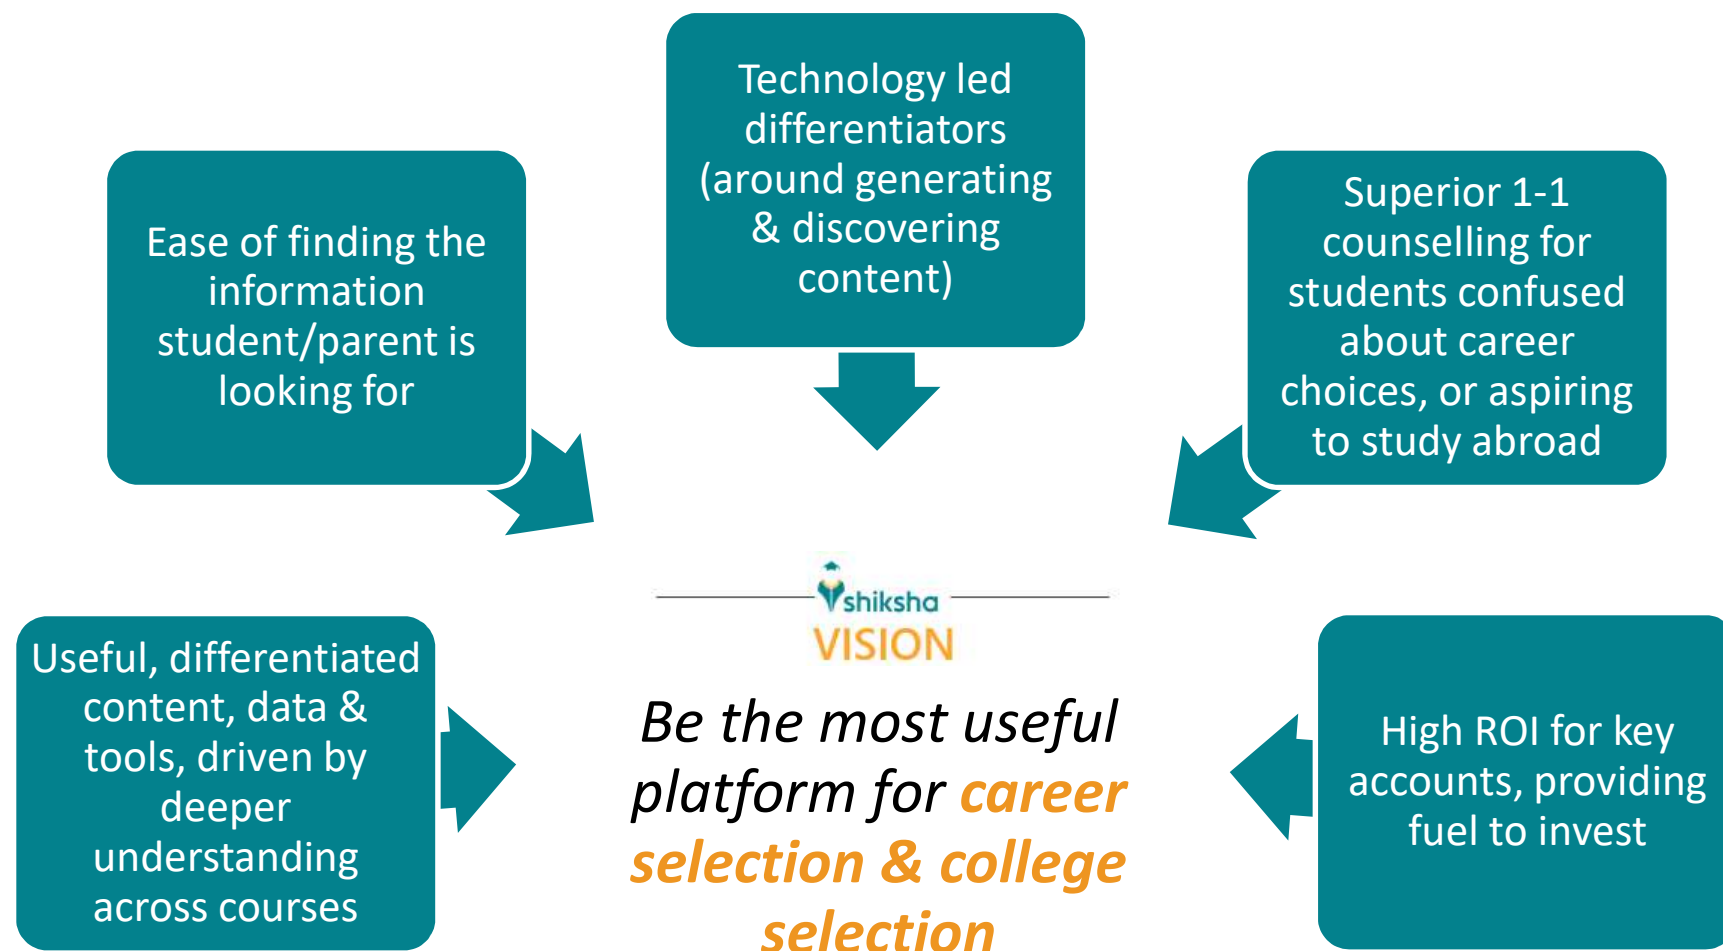 Technology led
differentiators
(around generating
& discovering
content)
Ease of finding the
information
student/parent is
looking for
Superior 1-1
counselling for
students confused
about career
choices, or aspiring
to study abroad
Useful, differentiated
content, data &
tools, driven by
deeper
understanding
across courses
shiksha
VISION
Be the most useful
platform for career
selection & college
selection
High ROI for key
accounts, providing
fuel to invest